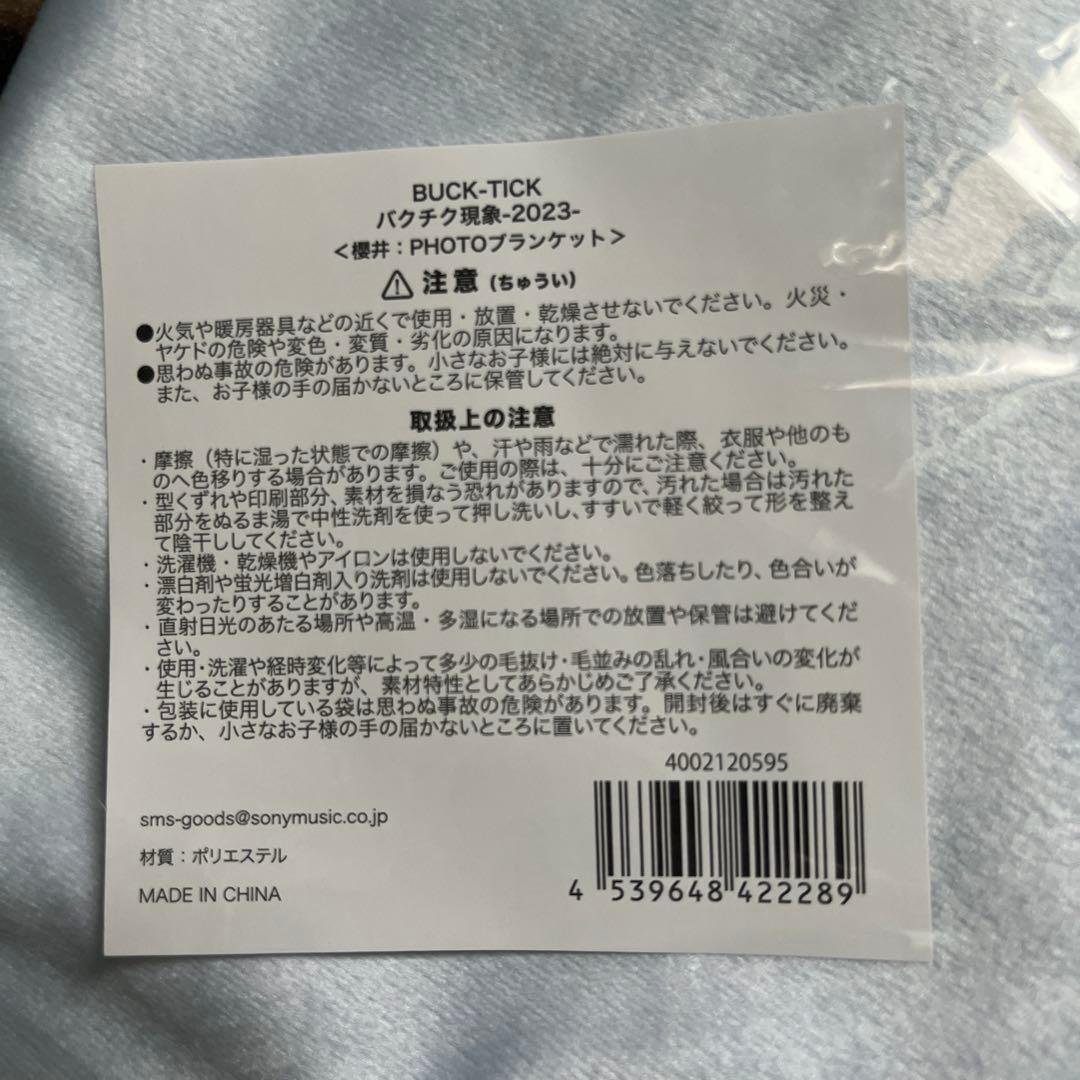 BUCK-TICK
バクチク現象-2023-
＜櫻井：PHOTOブランケット＞
⚠ 注意（ちゅうい）
●火気や暖房器具などの近くで使用・放置・乾燥させないでください。火災・
ヤケドの危険や変色・変質・劣化の原因になります。
●思わぬ事故の危険があります。小さなお子様には絶対に与えないでください。
また、お子様の手の届かないところに保管してください。
取扱上の注意
・摩擦（特に湿った状態での摩擦）や、汗や雨などで濡れた際、衣服や他のも
のへ色移りする場合があります。ご使用の際は、十分にご注意ください。
・型くずれや印刷部分、素材を損なう恐れがありますので、汚れた場合は汚れた
部分をぬるま湯で中性洗剤を使って押し洗いし、すすいで軽く絞って形を整え
て陰干ししてください。
・洗濯機・乾燥機やアイロンは使用しないでください。
・漂白剤や蛍光増白剤入り洗剤は使用しないでください。色落ちしたり、色合いが
変わったりすることがあります。
・直射日光のあたる場所や高温・多湿になる場所での放置や保管は避けてくだ
さい。
・使用・洗濯や経時変化等によって多少の毛抜け・毛並みの乱れ・風合いの変化が
生じることがありますが、素材特性としてあらかじめご了承ください。
・包装に使用している袋は思わぬ事故の危険があります。開封後はすぐに廃棄
するか、小さなお子様の手の届かないところに置いてください。
4002120595
sms-goods@sonymusic.co.jp
材質：ポリエステル
MADE IN CHINA
4 539648 422289